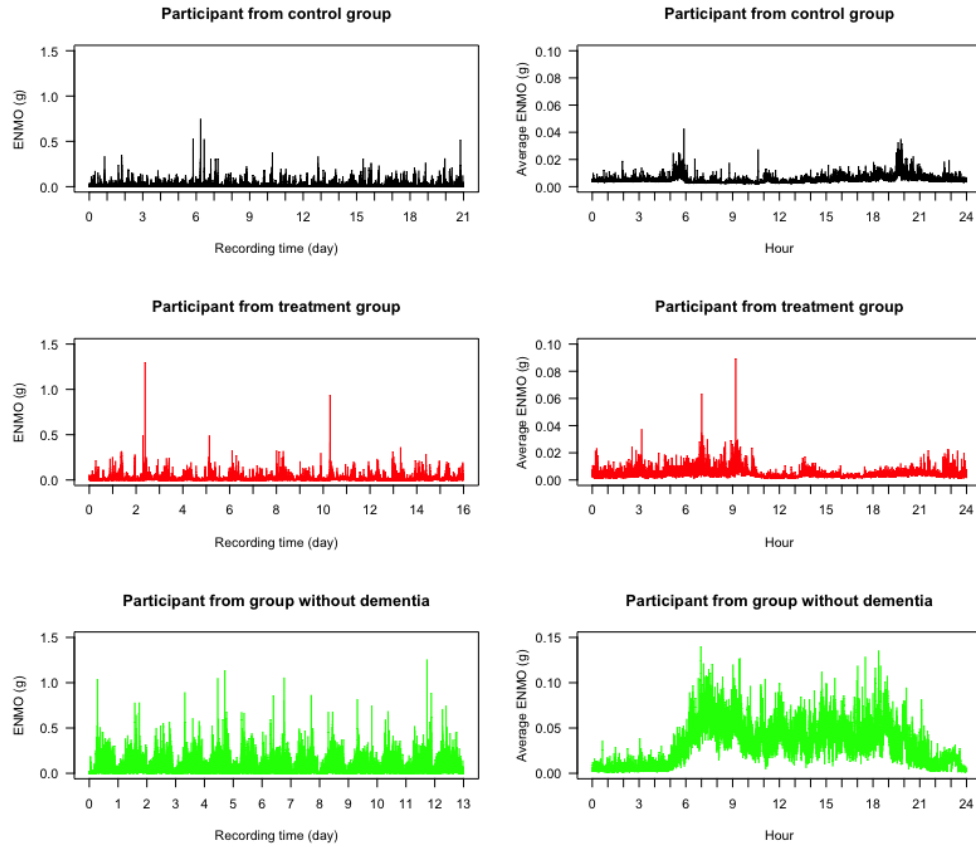 Participant from control group
ENMO (g)
1.5
1.0
0.5
0.0
0 3 6 9 12 15 18 21
Recording time (day)
Participant from control group
Average ENMO (g)
0.10
0.08
0.06
0.04
0.02
0.00
0 3 6 9 12 15 18 21 24
Hour
Participant from treatment group
ENMO (g)
1.5
1.0
0.5
0.0
0 2 4 6 8 10 12 14 16
Recording time (day)
Participant from treatment group
Average ENMO (g)
0.10
0.08
0.06
0.04
0.02
0.00
0 3 6 9 12 15 18 21 24
Hour
Participant from group without dementia
ENMO (g)
1.5
1.0
0.5
0.0
0 1 2 3 4 5 6 7 8 9 10 11 12 13
Recording time (day)
Participant from group without dementia
Average ENMO (g)
0.15
0.10
0.05
0.00
0 3 6 9 12 15 18 21 24
Hour